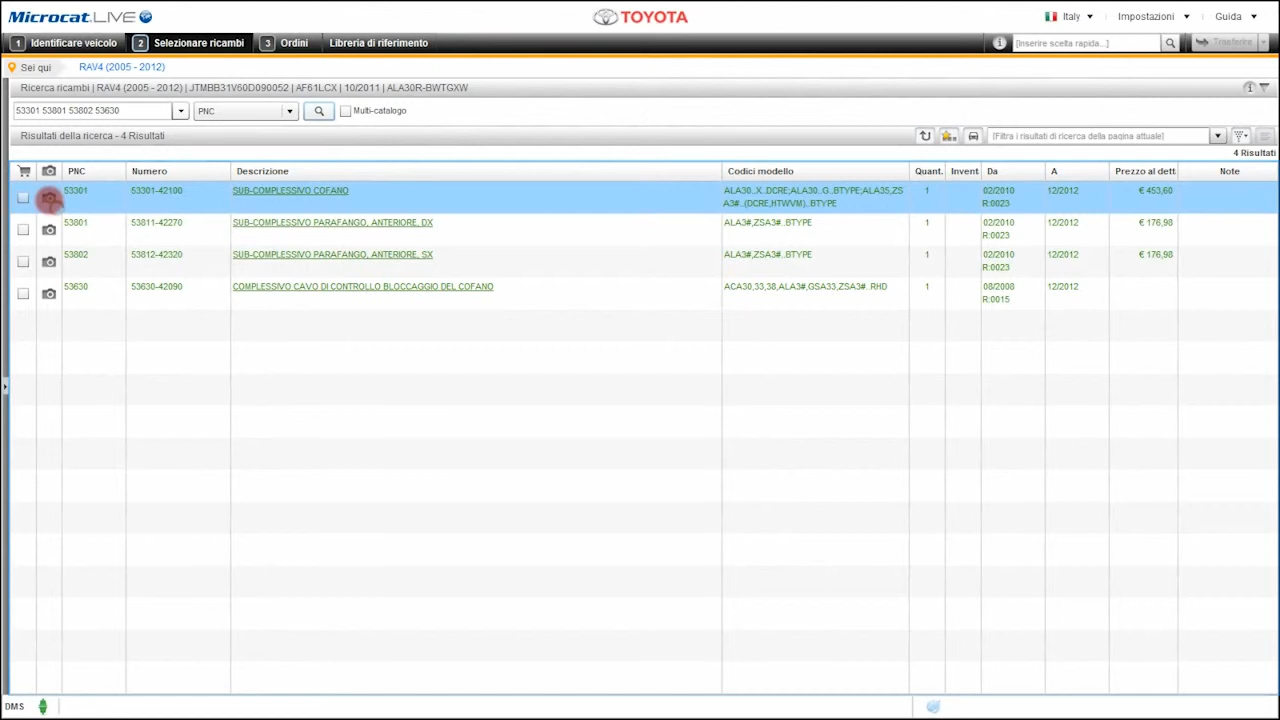 Microcat.LIVE
TOYOTA
Italy
Impostazioni
Guida
1 Identificare veicolo
2 Selezionare ricambi
3 Ordini
Libreria di riferimento
[Inserire scelta rapida...]
Trasferire
Sei qui
RAV4 (2005 - 2012)
Ricerca ricambi | RAV4 (2005 - 2012) | JTMBB31V60D090052 | AF61LCX | 10/2011 | ALA30R-BWTGXW
53301 53801 53802 53630
PNC
Multi-catalogo
Risultati della ricerca - 4 Risultati
[Filtra i risultati di ricerca della pagina attuale]
4 Risultati
PNC Numero Descrizione Codici modello Quant. Invent Da A Prezzo al dett Note
53301 53301-42100 SUB-COMPLESSIVO COFANO ALA30..X..DCRE;ALA30..G..BTYPE;ALA35,ZS 1 02/2010 12/2012 € 453,60
A3#..(DCRE,HTWVM)..BTYPE R:0023
53801 53811-42270 SUB-COMPLESSIVO PARAFANGO, ANTERIORE, DX ALA3#,ZSA3#..BTYPE 1 02/2010 12/2012 € 176,98
R:0023
53802 53812-42320 SUB-COMPLESSIVO PARAFANGO, ANTERIORE, SX ALA3#,ZSA3#..BTYPE 1 02/2010 12/2012 € 176,98
R:0023
53630 53630-42090 COMPLESSIVO CAVO DI CONTROLLO BLOCCAGGIO DEL COFANO ACA30,33,38,ALA3#,GSA33,ZSA3#..RHD 1 08/2008 12/2012
R:0015
DMS